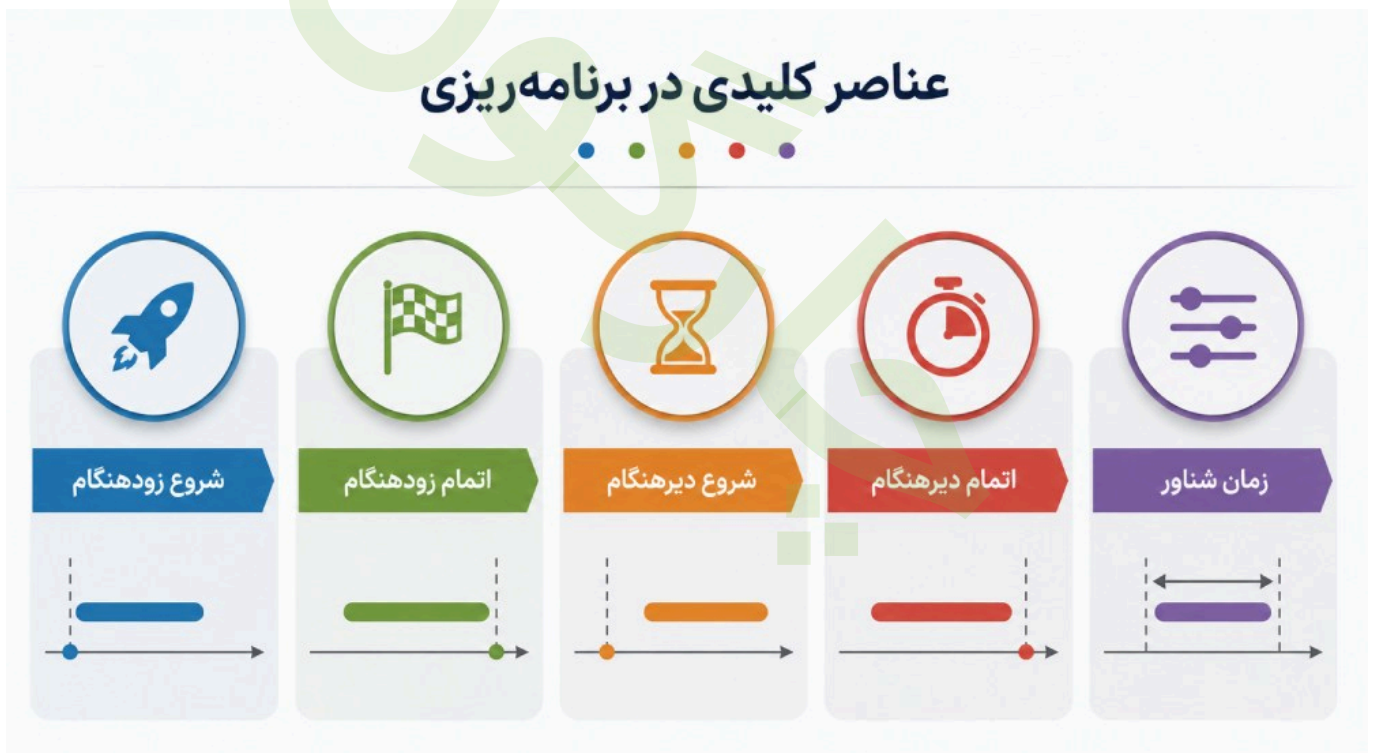 عناصر کلیدی در برنامه‌ریزی
شروع زودهنگام
اتمام زودهنگام
شروع دیرهنگام
اتمام دیرهنگام
زمان شناور